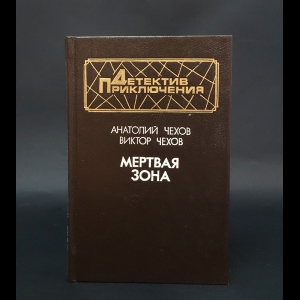 Детектив
Приключения
АНАТОЛИЙ ЧЕХОВ
ВИКТОР ЧЕХОВ
МЕРТВАЯ
ЗОНА